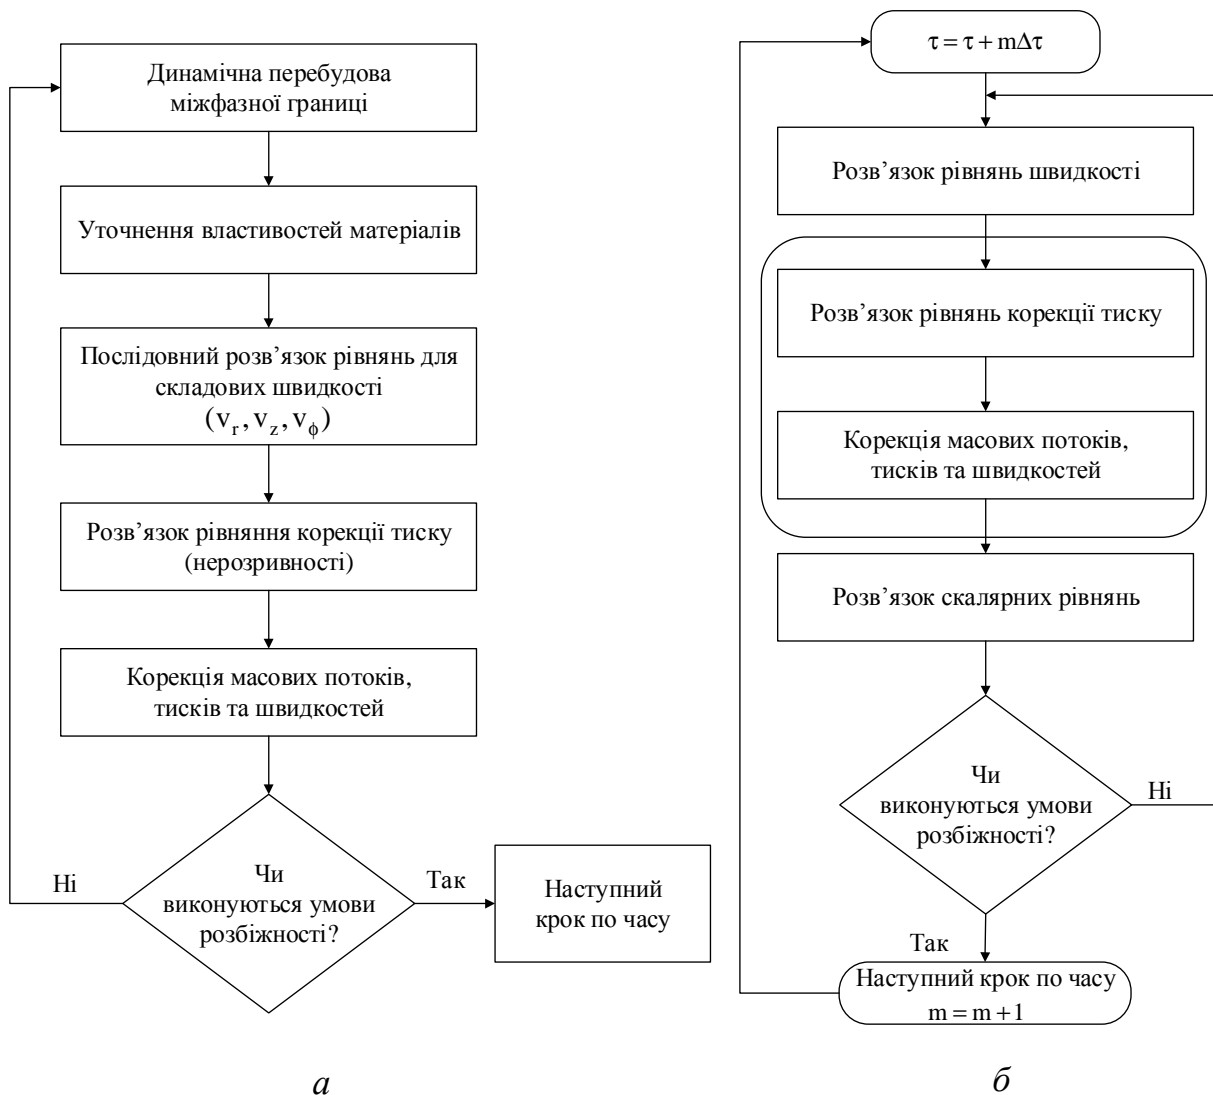 Динамічна перебудова
міжфазної границі
Уточнення властивостей матеріалів
Послідовний розв’язок рівнянь для
складових швидкості
(v_r, v_z, v_ϕ)
Розв’язок рівняння корекції тиску
(нерозривності)
Корекція масових потоків,
тисків та швидкостей
Чи
виконуються умови
розбіжності?
Ні
Так
Наступний
крок по часу
а
τ = τ + mΔτ
Розв’язок рівнянь швидкості
Розв’язок рівнянь корекції тиску
Корекція масових потоків,
тисків та швидкостей
Розв’язок скалярних рівнянь
Чи
виконуються умови
розбіжності?
Ні
Так
Наступний крок по часу
m = m + 1
б